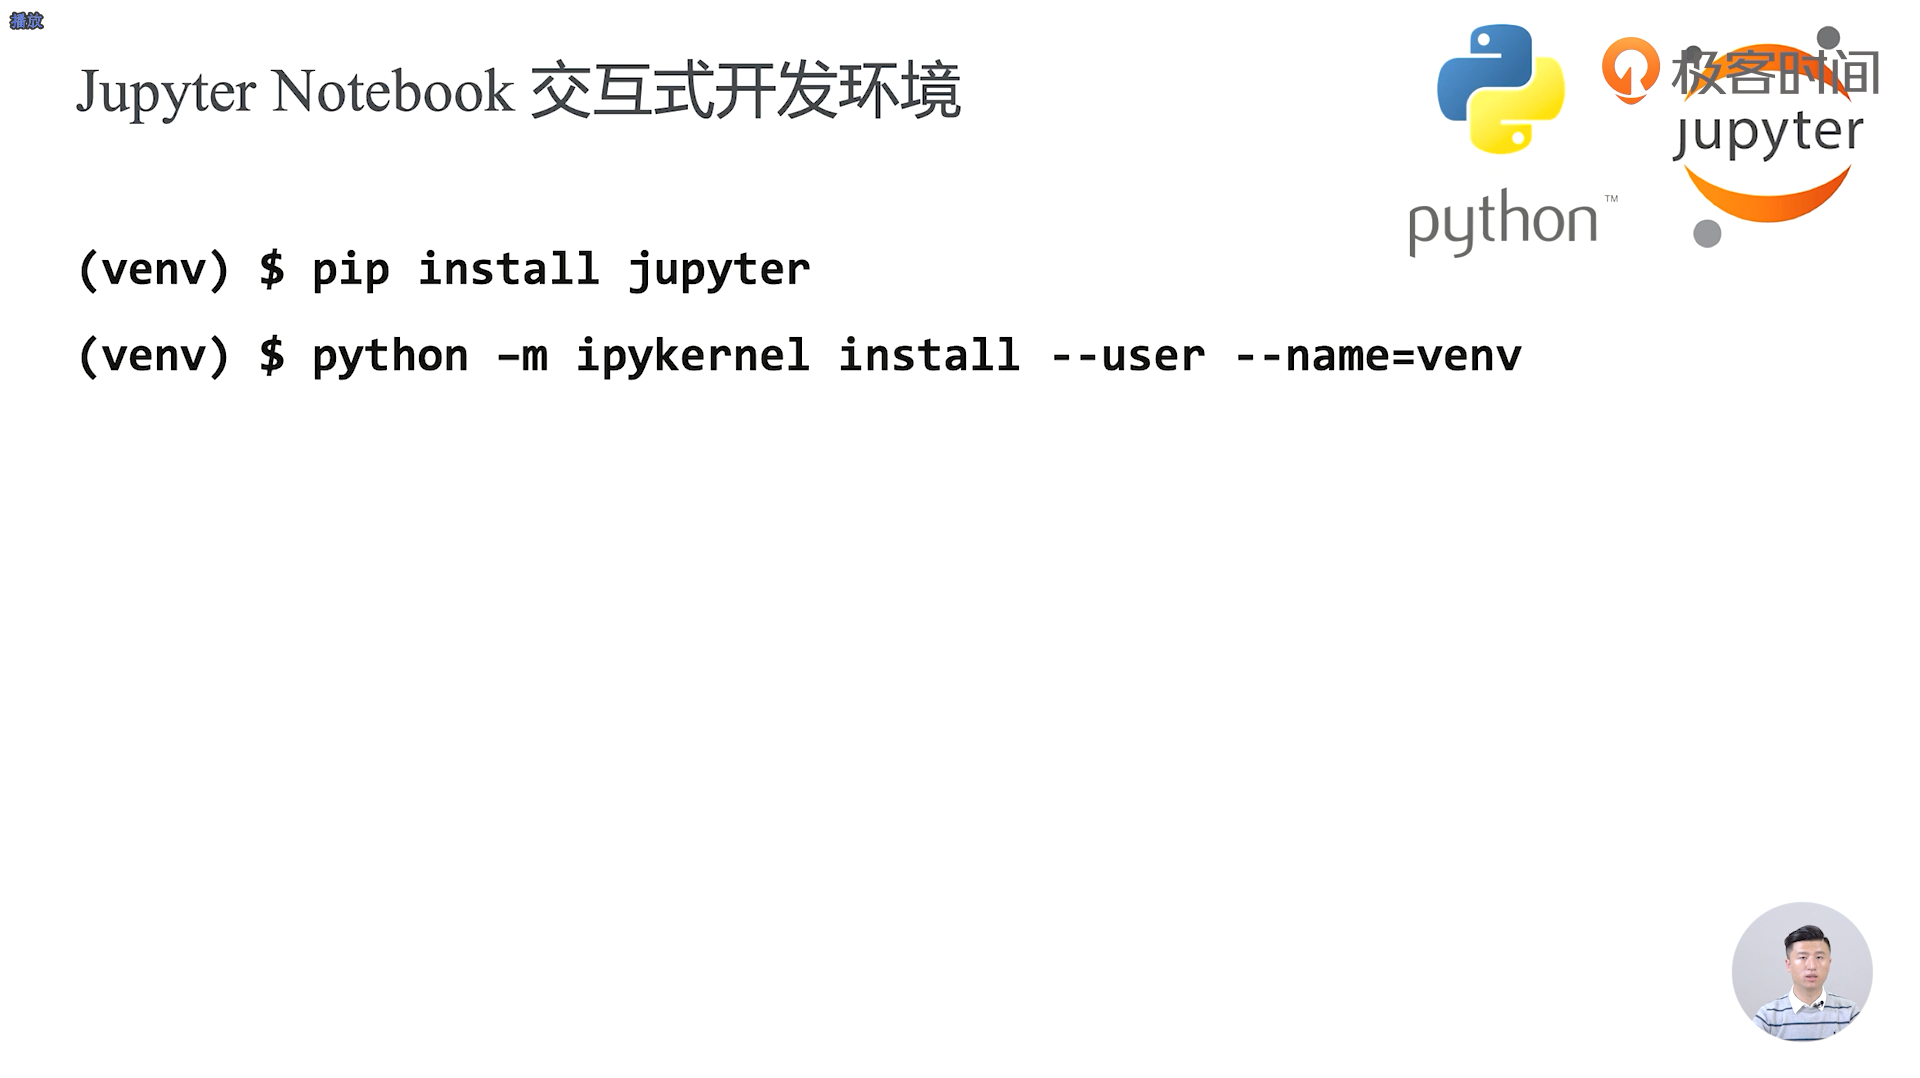 播放
Jupyter Notebook 交互式开发环境
极客时间
jupyter
python™
(venv) $ pip install jupyter
(venv) $ python –m ipykernel install --user --name=venv